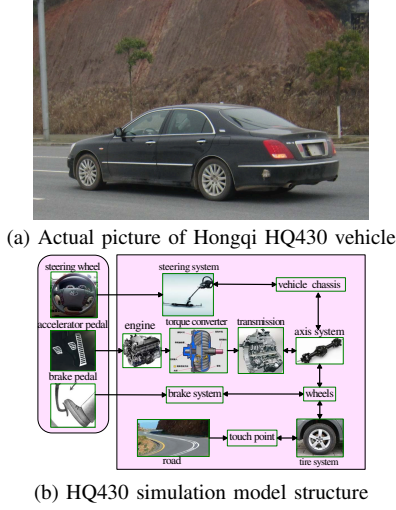 (a) Actual picture of Hongqi HQ430 vehicle
steering wheel
steering system
vehicle chassis
accelerator pedal
engine
torque converter
transmission
axis system
brake pedal
brake system
wheels
touch point
road
tire system
(b) HQ430 simulation model structure